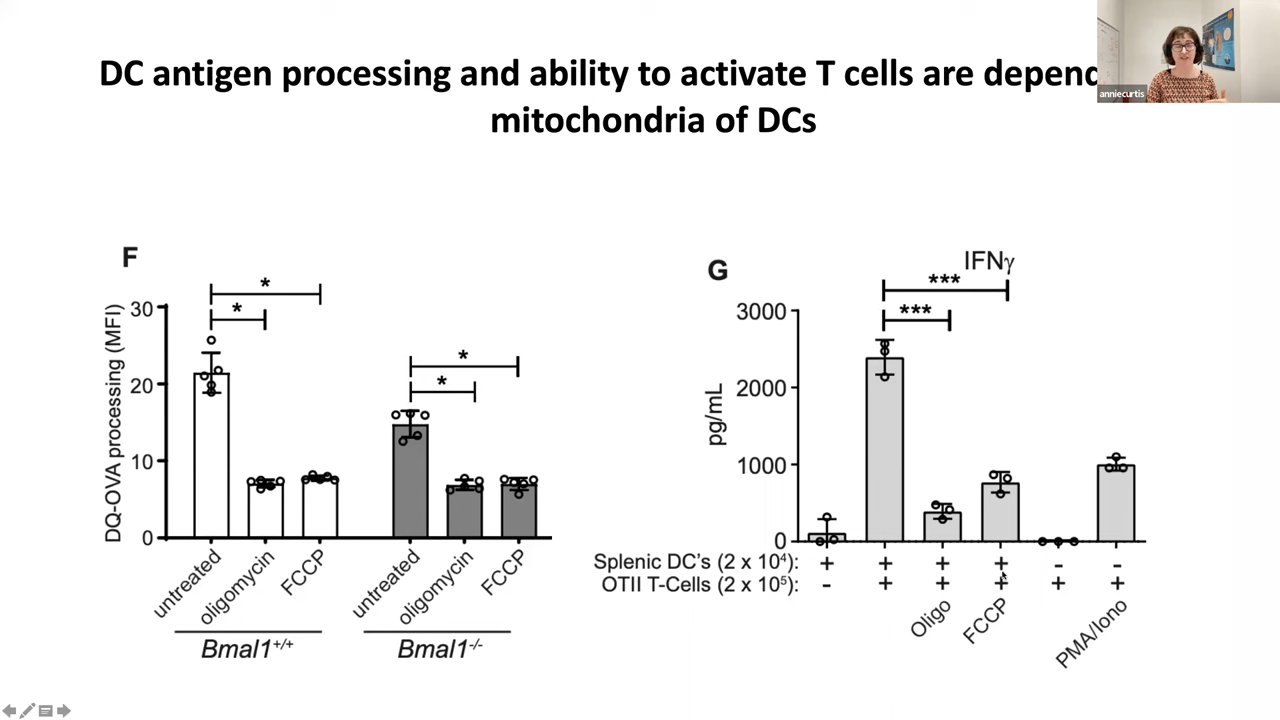 DC antigen processing and ability to activate T cells are depend
mitochondria of DCs
anniecurtis
F
DQ-OVA processing (MFI)
30
20
10
0
*
*
*
*
untreated
oligomycin
FCCP
untreated
oligomycin
FCCP
Bmal1+/+
Bmal1-/-
G
IFNγ
***
***
pg/mL
3000
2000
1000
0
Splenic DC's (2 x 10⁴): + + + + - -
OTII T-Cells (2 x 10⁵): - + + + + +
Oligo
FCCP
PMA/Iono